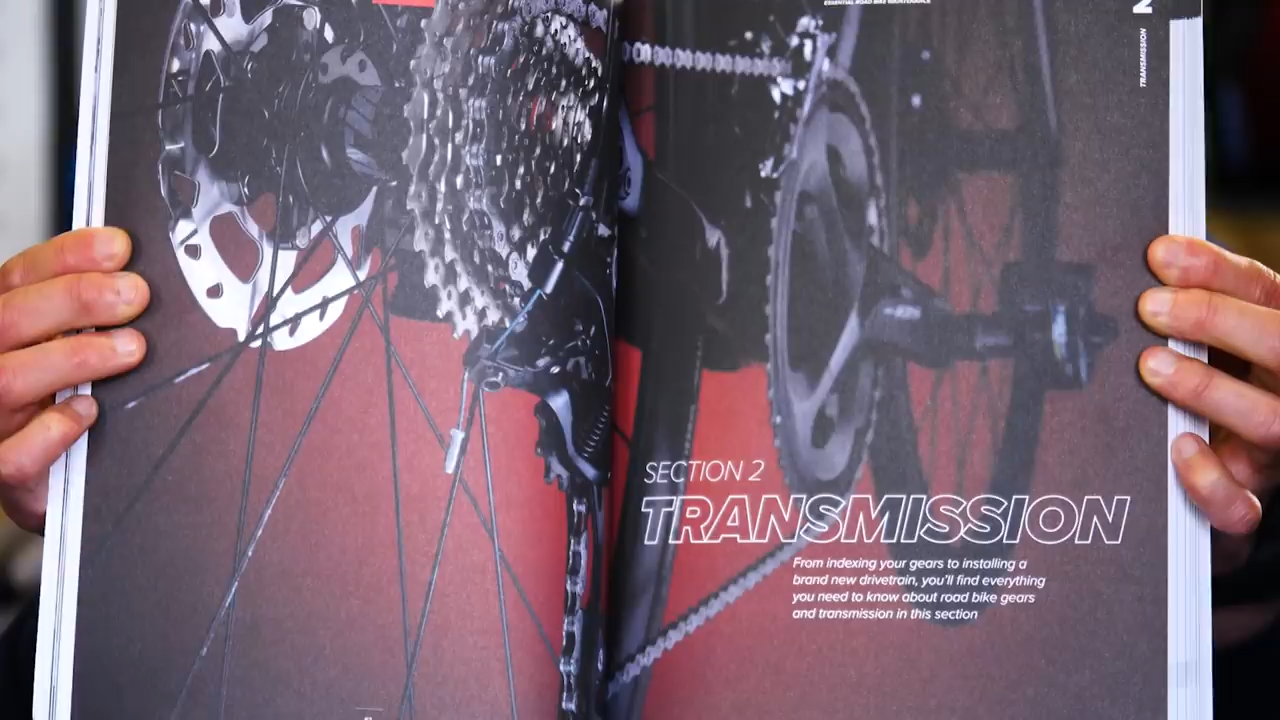 ESSENTIAL ROAD BIKE MAINTENANCE
TRANSMISSION
SECTION 2
TRANSMISSION
From indexing your gears to installing a
brand new drivetrain, you'll find everything
you need to know about road bike gears
and transmission in this section